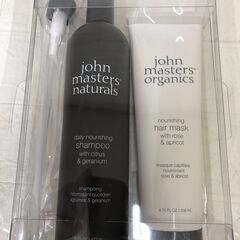 john
masters
naturals
daily nourishing
shampoo
with citrus
& geranium
shampooing
nourrissant quotidien
agrumes & geranium
john
masters
organics
nourishing
hair mask
with rose
& apricot
masque capillaire
nourrissant
rose & abricot